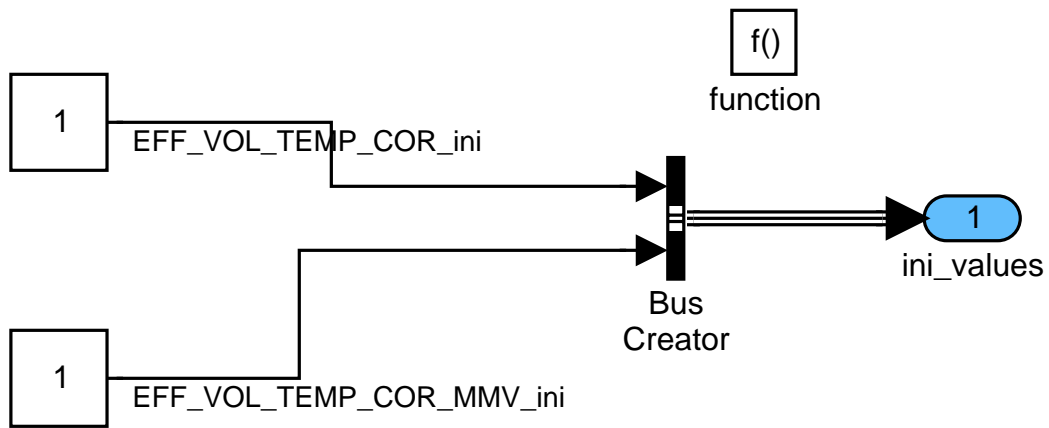 f()
function
1
EFF_VOL_TEMP_COR_ini
1
ini_values
Bus
Creator
1
EFF_VOL_TEMP_COR_MMV_ini